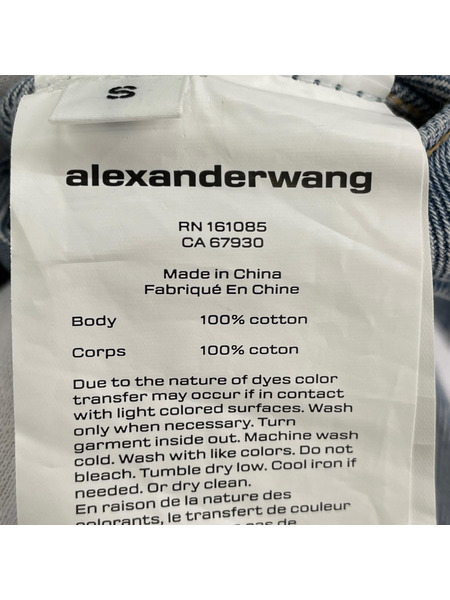 S
alexanderwang
RN 161085
CA 67930
Made in China
Fabriqué En Chine
Body 100% cotton
Corps 100% coton
Due to the nature of dyes color
transfer may occur if in contact
with light colored surfaces. Wash
only when necessary. Turn
garment inside out. Machine wash
cold. Wash with like colors. Do not
bleach. Tumble dry low. Cool iron if
needed. Or dry clean.
En raison de la nature des
colorants, le transfert de couleur
cas de